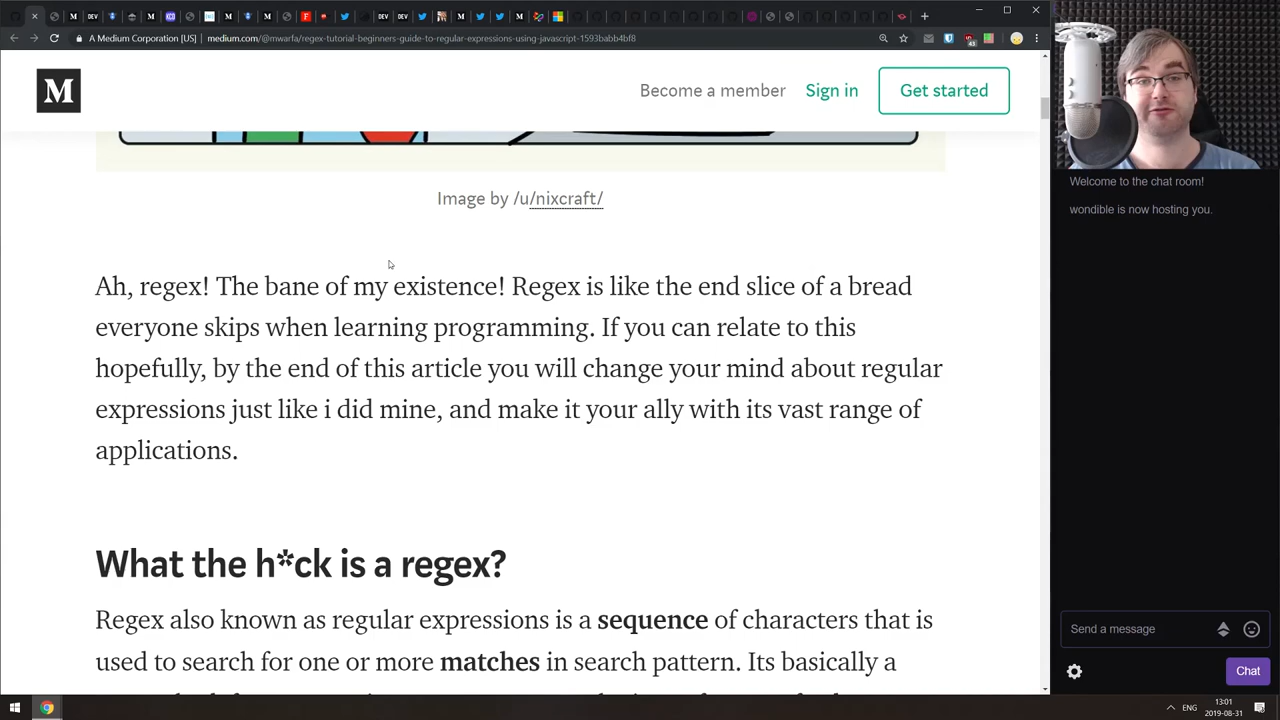 A Medium Corporation [US] | medium.com/@mwarfa/regex-tutorial-beginners-guide-to-regular-expressions-using-javascript-1593babb4bf8
M
Become a member
Sign in
Get started
Image by /u/nixcraft/
Ah, regex! The bane of my existence! Regex is like the end slice of a bread
everyone skips when learning programming. If you can relate to this
hopefully, by the end of this article you will change your mind about regular
expressions just like i did mine, and make it your ally with its vast range of
applications.
What the h*ck is a regex?
Regex also known as regular expressions is a sequence of characters that is
used to search for one or more matches in search pattern. Its basically a
Welcome to the chat room!
wondible is now hosting you.
Send a message
Chat
ENG
13:01
2019-08-31